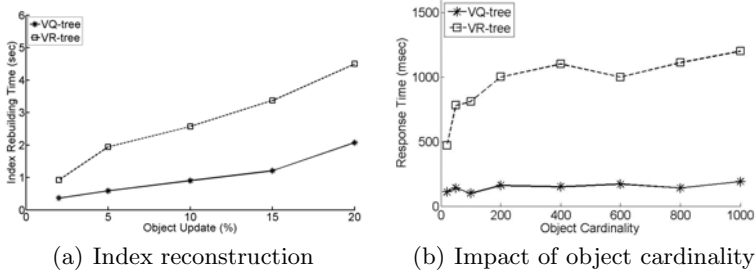 VQ-tree
VR-tree
Index Rebuilding Time (sec)
6
5
4
3
2
1
0
0
5
10
15
20
Object Update (%)
(a) Index reconstruction
VQ-tree
VR-tree
Response Time (msec)
1500
1000
500
0
0
200
400
600
800
1000
Object Cardinality
(b) Impact of object cardinality